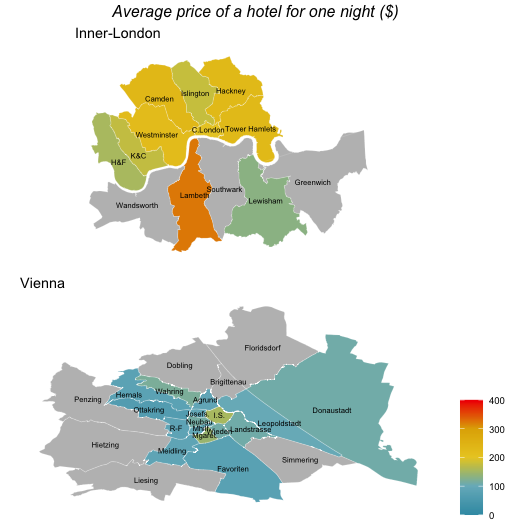 Average price of a hotel for one night ($)
Inner-London
Hackney
Islington
Camden
C.London Tower Hamlets
Westminster
K&C
H&F
Greenwich
Southwark
Lambeth
Lewisham
Wandsworth
Vienna
Floridsdorf
Dobling
Brigittenau
Wahring
Hernals
Penzing
Agrund
Donaustadt
Ottakring
Josefs.
I.S.
Leopoldstadt
Neubau
R-F
Wieden
Landstrasse
Margaret.
Hietzing
Meidling
Simmering
Favoriten
Liesing
400
300
200
100
0